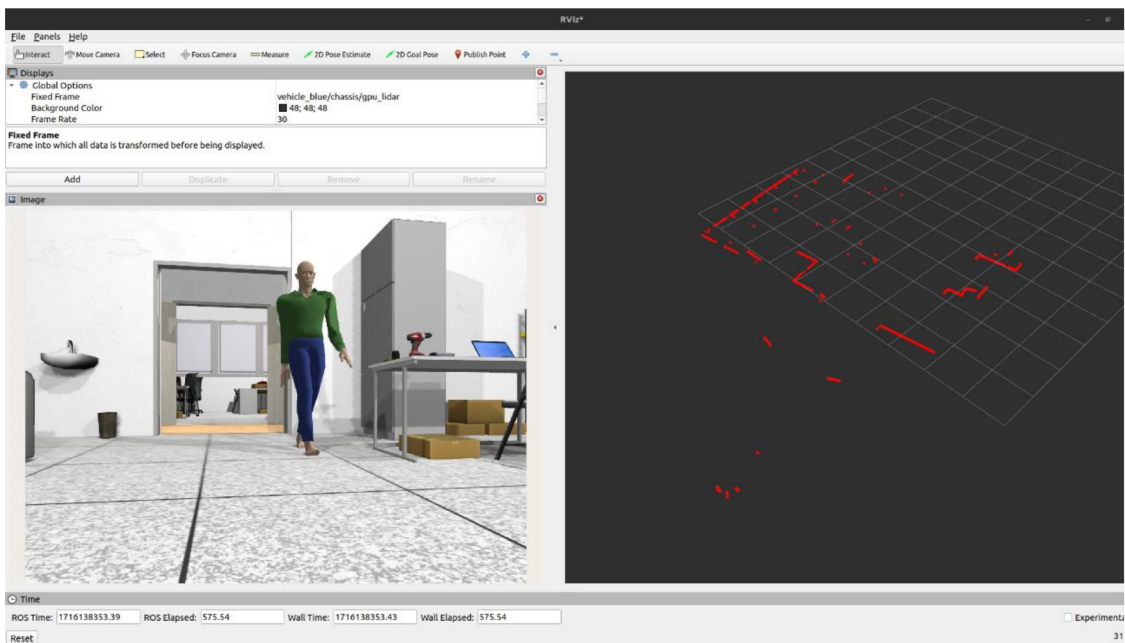 RViz*
File Panels Help
Interact Move Camera Select Focus Camera Measure 2D Pose Estimate 2D Goal Pose Publish Point
Displays
Global Options
Fixed Frame vehicle_blue/chassis/gpu_lidar
Background Color 48; 48; 48
Frame Rate 30
Fixed Frame
Frame into which all data is transformed before being displayed.
Add Duplicate Remove Rename
Image
Time
ROS Time: 1716138353.39 ROS Elapsed: 575.54 Wall Time: 1716138353.43 Wall Elapsed: 575.54 Experimenta
Reset 31